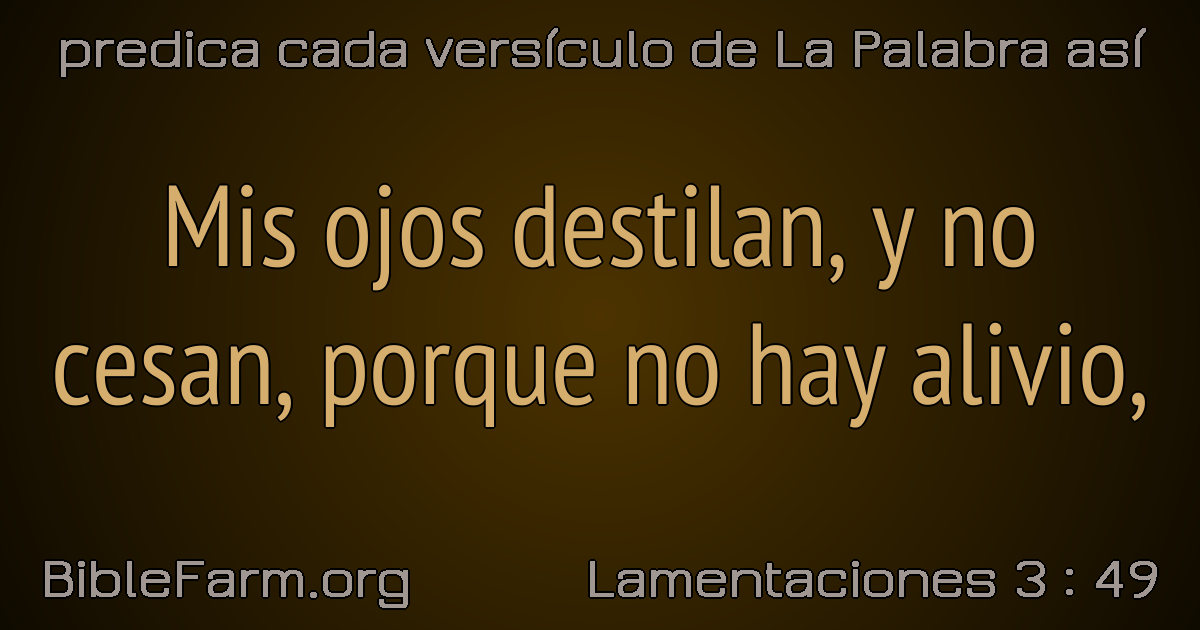 predica cada versículo de La Palabra así
Mis ojos destilan, y no
cesan, porque no hay alivio,
BibleFarm.org
Lamentaciones 3 : 49